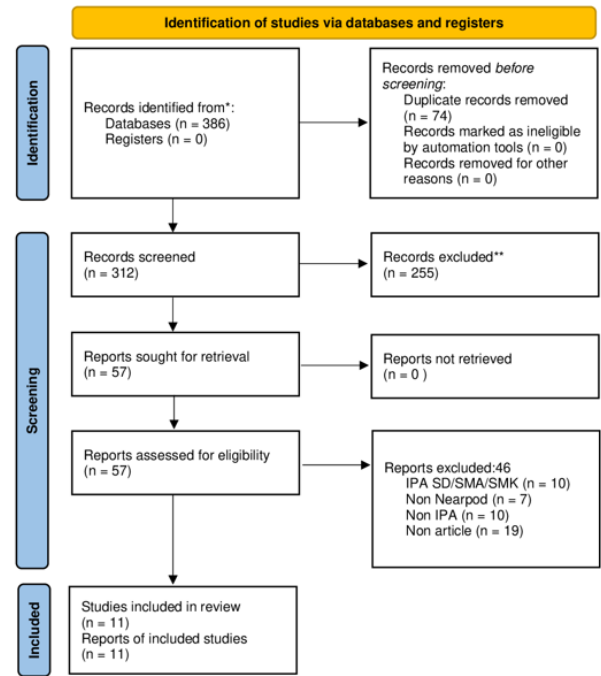 Identification of studies via databases and registers
Identification
Records identified from*:
Databases (n = 386)
Registers (n = 0)
Records removed before
screening:
Duplicate records removed
(n = 74)
Records marked as ineligible
by automation tools (n = 0)
Records removed for other
reasons (n = 0)
Screening
Records screened
(n = 312)
Records excluded**
(n = 255)
Reports sought for retrieval
(n = 57)
Reports not retrieved
(n = 0 )
Reports assessed for eligibility
(n = 57)
Reports excluded:46
IPA SD/SMA/SMK (n = 10)
Non Nearpod (n = 7)
Non IPA (n = 10)
Non article (n = 19)
Included
Studies included in review
(n = 11)
Reports of included studies
(n = 11)